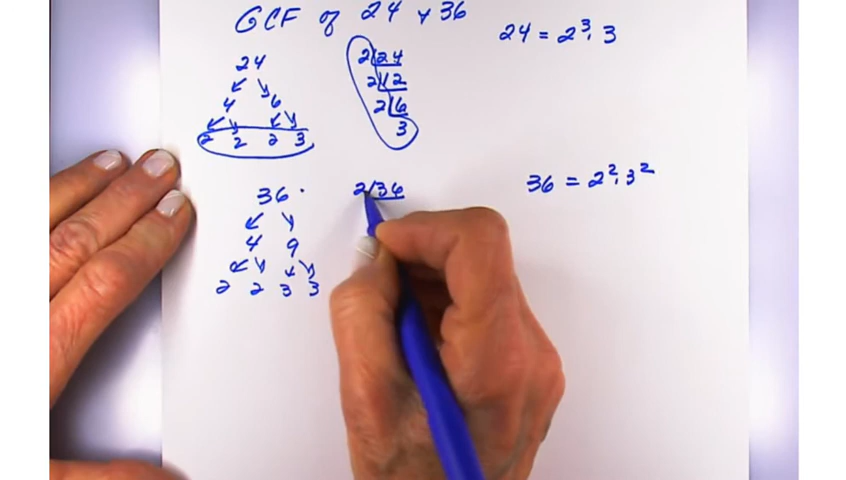 GCF of 24 & 36
24 = 2³·3
24
4 6
2 2 2 3
2 24
2 12
2 6
3
36 ·
4 9
2 2 3 3
2 36
36 = 2²·3²